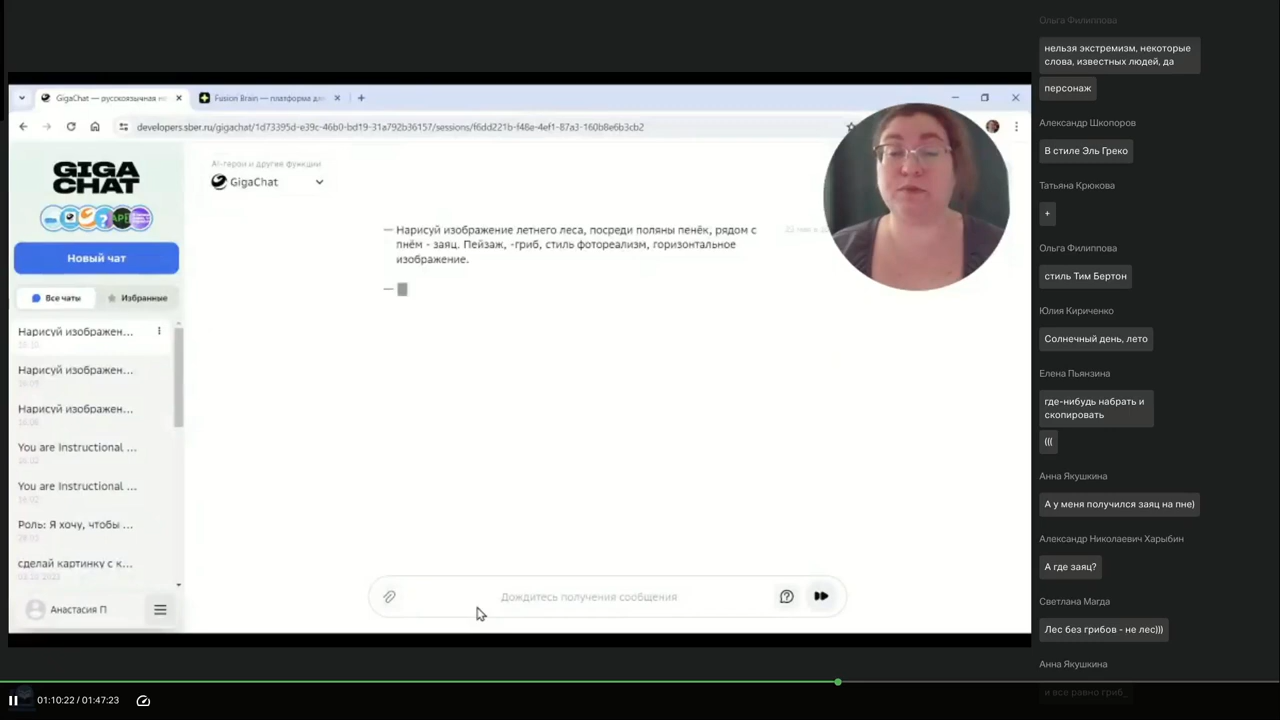 GigaChat — русскоязычная не
Fusion Brain — платформа для
developers.sber.ru/gigachat/1d73395d-e39c-46b0-bd19-31a792b36157/sessions/f6dd221b-f48e-4ef1-87a3-160b8e6b3cb2
GIGA
CHAT
API
Новый чат
Все чаты
Избранные
Нарисуй изображен...
Нарисуй изображен...
Нарисуй изображен...
You are Instructional ...
You are Instructional ...
Роль: Я хочу, чтобы ...
сделай картинку с к...
Анастасия П
AI-герои и другие функции
GigaChat
— Нарисуй изображение летнего леса, посреди поляны пенёк, рядом с
пнём - заяц. Пейзаж, -гриб, стиль фотореализм, горизонтальное
изображение.
—
Дождитесь получения сообщения
Ольга Филиппова
нельзя экстремизм, некоторые
слова, известных людей, да
персонаж
Александр Шкопоров
В стиле Эль Греко
Татьяна Крюкова
+
Ольга Филиппова
стиль Тим Бертон
Юлия Кириченко
Солнечный день, лето
Елена Пьянзина
где-нибудь набрать и
скопировать
(((
Анна Якушкина
А у меня получился заяц на пне)
Александр Николаевич Харыбин
А где заяц?
Светлана Магда
Лес без грибов - не лес)))
Анна Якушкина
и все равно гриб_
01:10:22 / 01:47:23